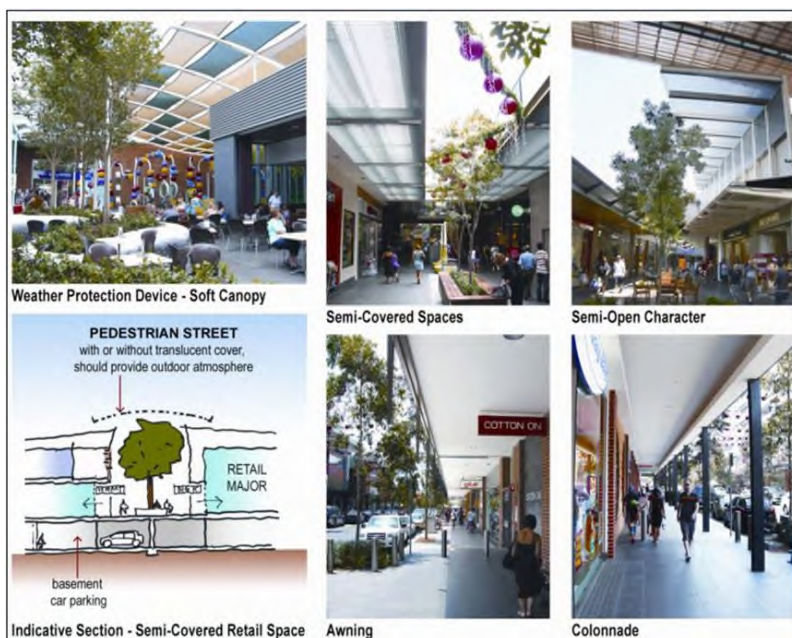 Weather Protection Device - Soft Canopy
Semi-Covered Spaces
Semi-Open Character
PEDESTRIAN STREET
with or without translucent cover,
should provide outdoor atmosphere
RETAIL
MAJOR
basement
car parking
Indicative Section - Semi-Covered Retail Space
COTTON ON
Awning
Colonnade